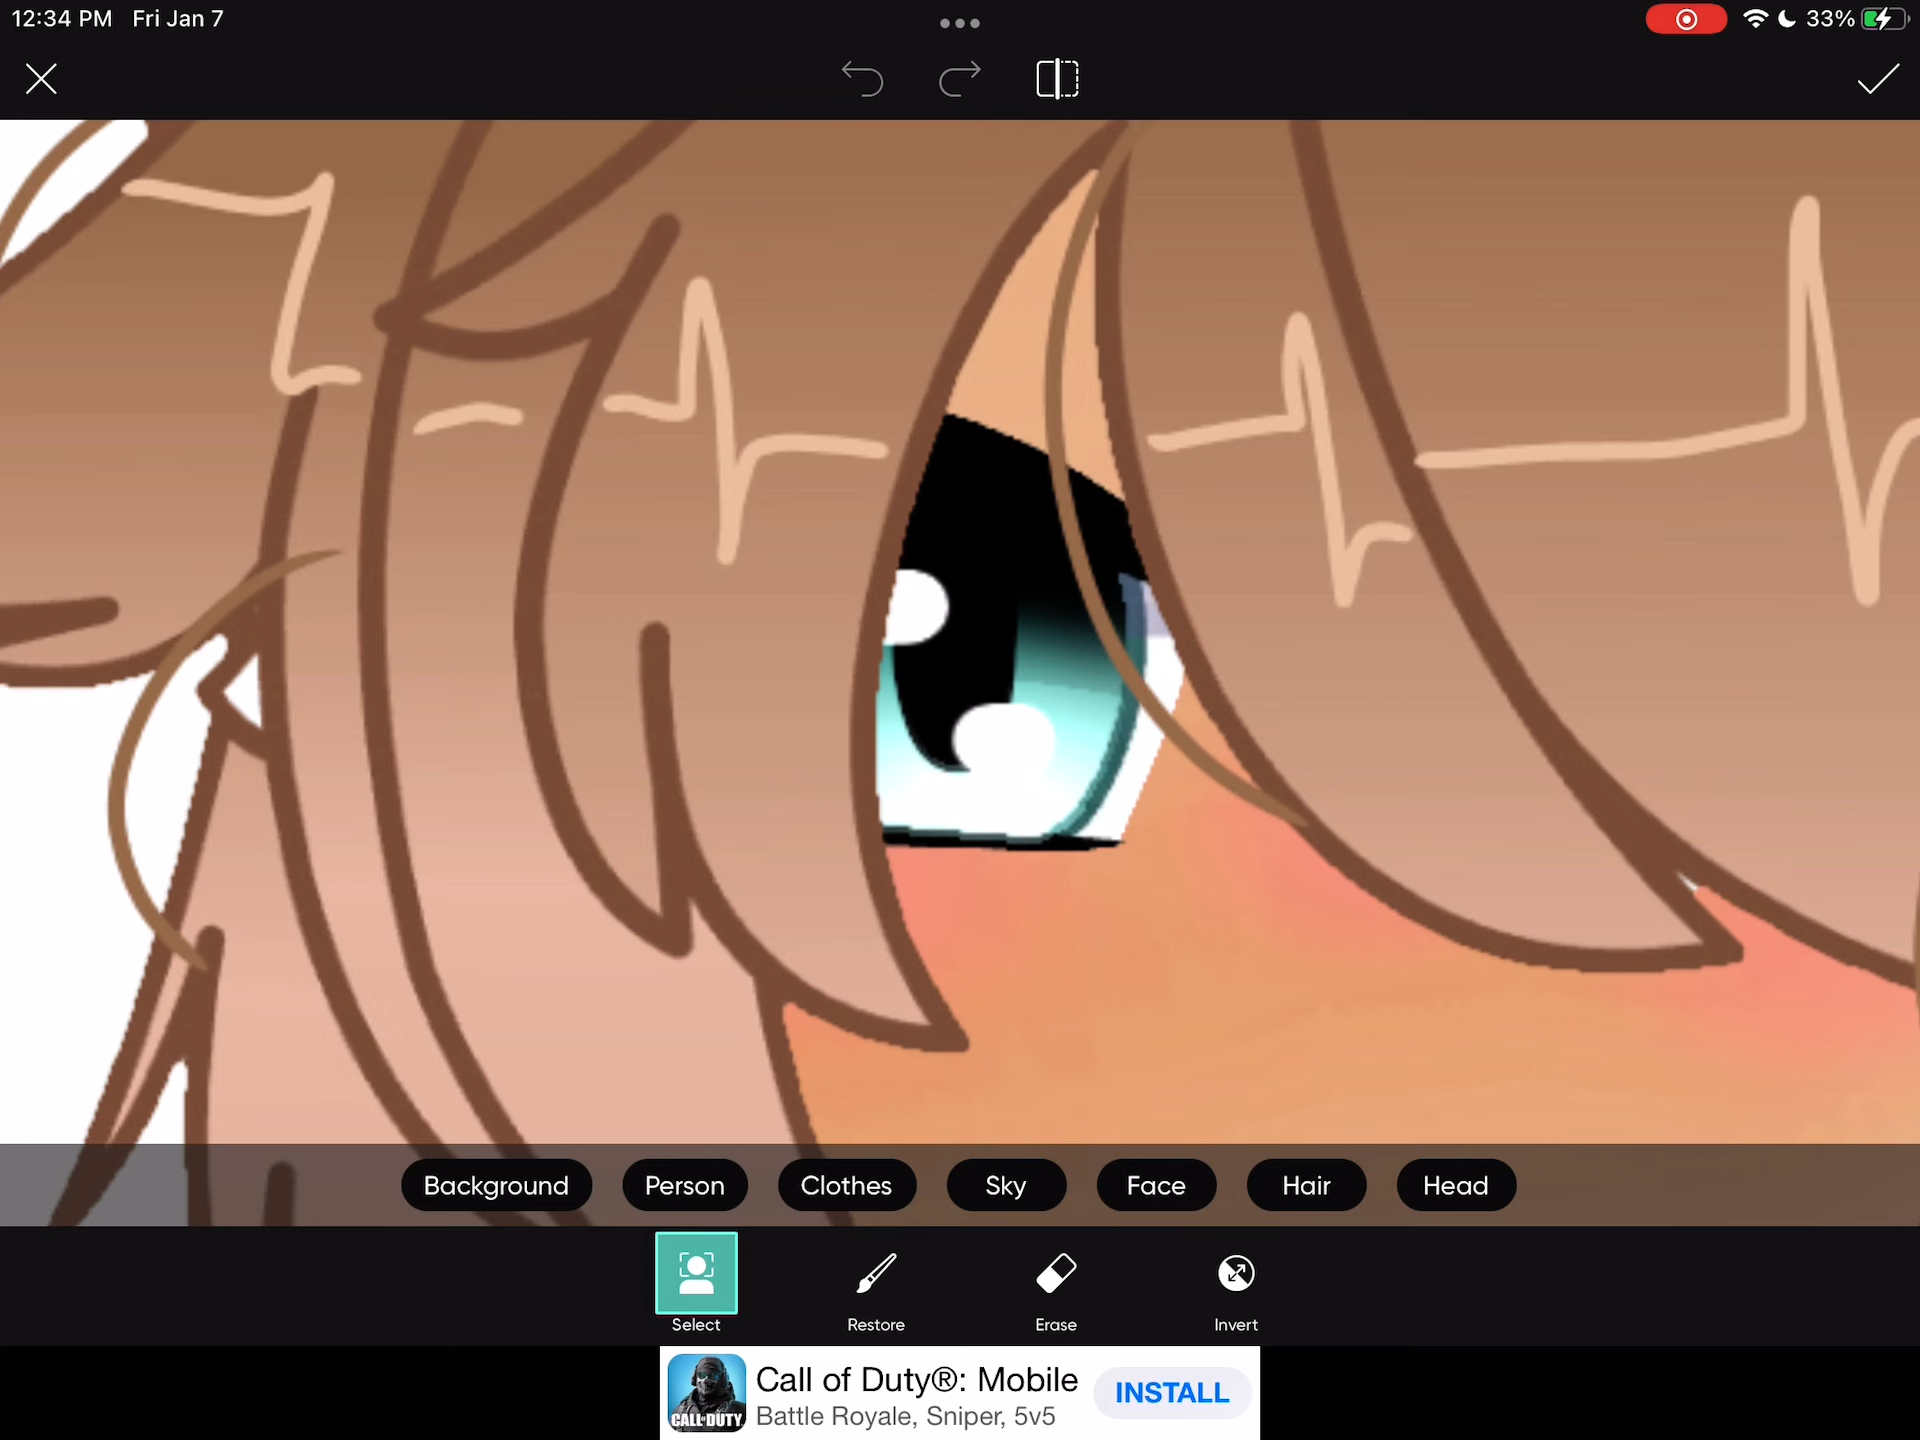 12:34 PM Fri Jan 7
33%
Background Person Clothes Sky Face Hair Head
Select Restore Erase Invert
Call of Duty®: Mobile
Battle Royale, Sniper, 5v5
INSTALL
CALL·DUTY